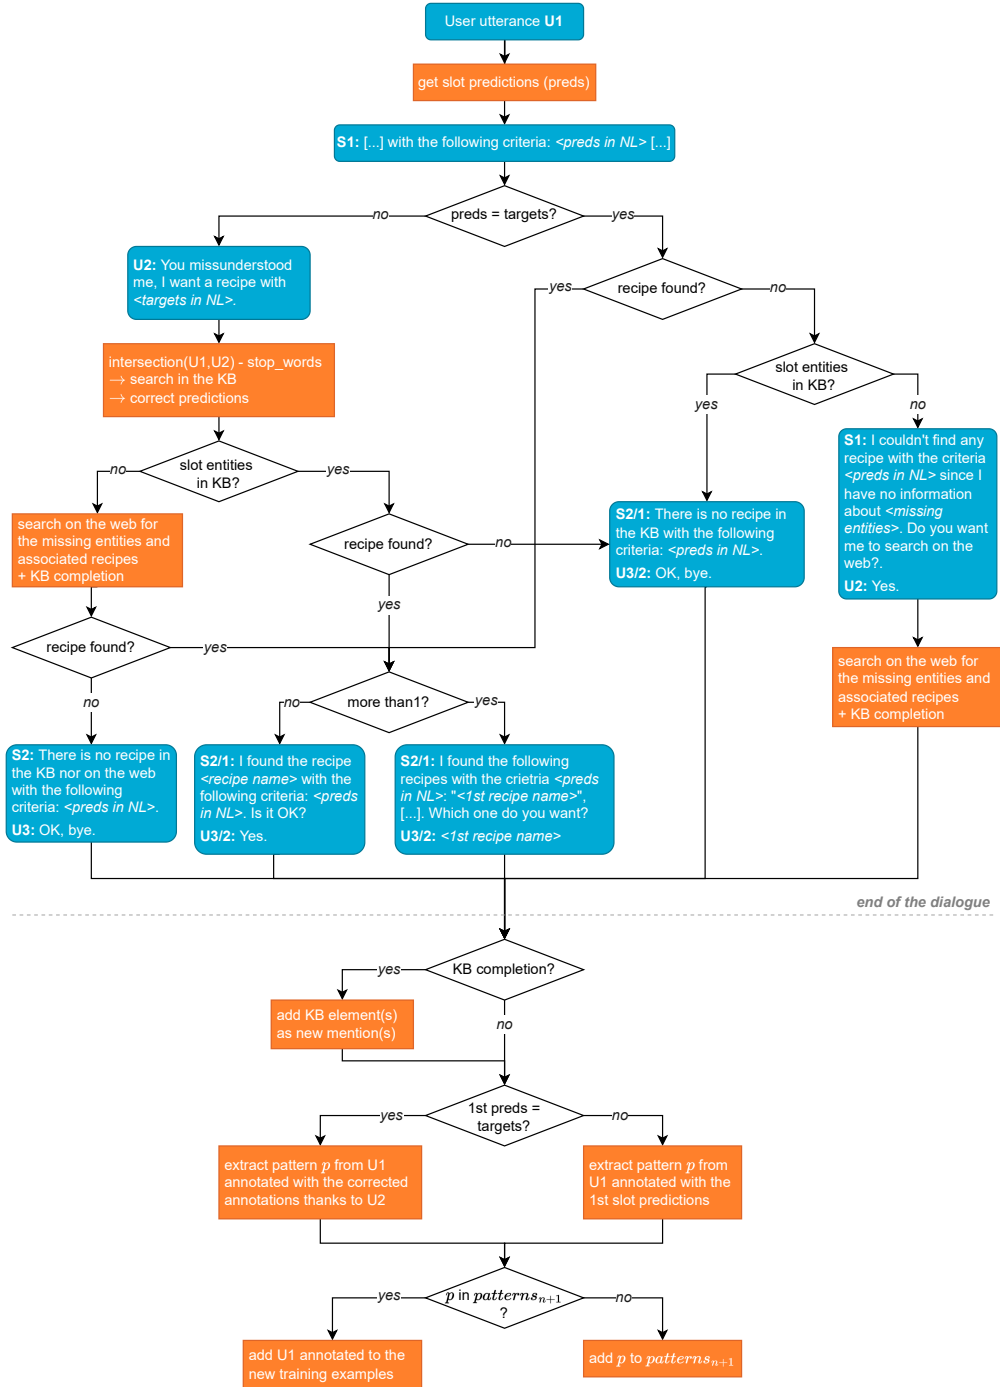 User utterance U1
get slot predictions (preds)
S1: [...] with the following criteria: <preds in NL> [...]
preds = targets?
no
yes
U2: You missunderstood
me, I want a recipe with
<targets in NL>.
recipe found?
yes
no
intersection(U1,U2) - stop_words
→ search in the KB
→ correct predictions
slot entities
in KB?
yes
no
slot entities
in KB?
no
yes
S1: I couldn't find any
recipe with the criteria
<preds in NL> since I
have no information
about <missing
entities>. Do you want
me to search on the
web?.
U2: Yes.
search on the web for
the missing entities and
associated recipes
+ KB completion
recipe found?
no
yes
S2/1: There is no recipe in
the KB with the following
criteria: <preds in NL>.
U3/2: OK, bye.
recipe found?
yes
no
search on the web for
the missing entities and
associated recipes
+ KB completion
more than1?
no
yes
S2: There is no recipe in
the KB nor on the web
with the following
criteria: <preds in NL>.
U3: OK, bye.
S2/1: I found the recipe
<recipe name> with the
following criteria: <preds
in NL>. Is it OK?
U3/2: Yes.
S2/1: I found the following
recipes with the crietria <preds
in NL>: "<1st recipe name>",
[...]. Which one do you want?
U3/2: <1st recipe name>
end of the dialogue
KB completion?
yes
no
add KB element(s)
as new mention(s)
1st preds =
targets?
yes
no
extract pattern p from U1
annotated with the corrected
annotations thanks to U2
extract pattern p from
U1 annotated with the
1st slot predictions
p in patternsₙ₊₁
?
yes
no
add U1 annotated to the
new training examples
add p to patternsₙ₊₁